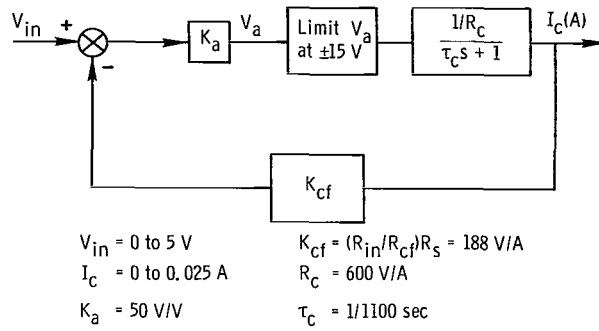 V_in + K_a V_a Limit V_a at ±15 V 1/R_c I_c(A)
τ_c s + 1
-
K_cf
V_in = 0 to 5 V K_cf = (R_in/R_cf)R_s = 188 V/A
I_c = 0 to 0.025 A R_c = 600 V/A
K_a = 50 V/V τ_c = 1/1100 sec